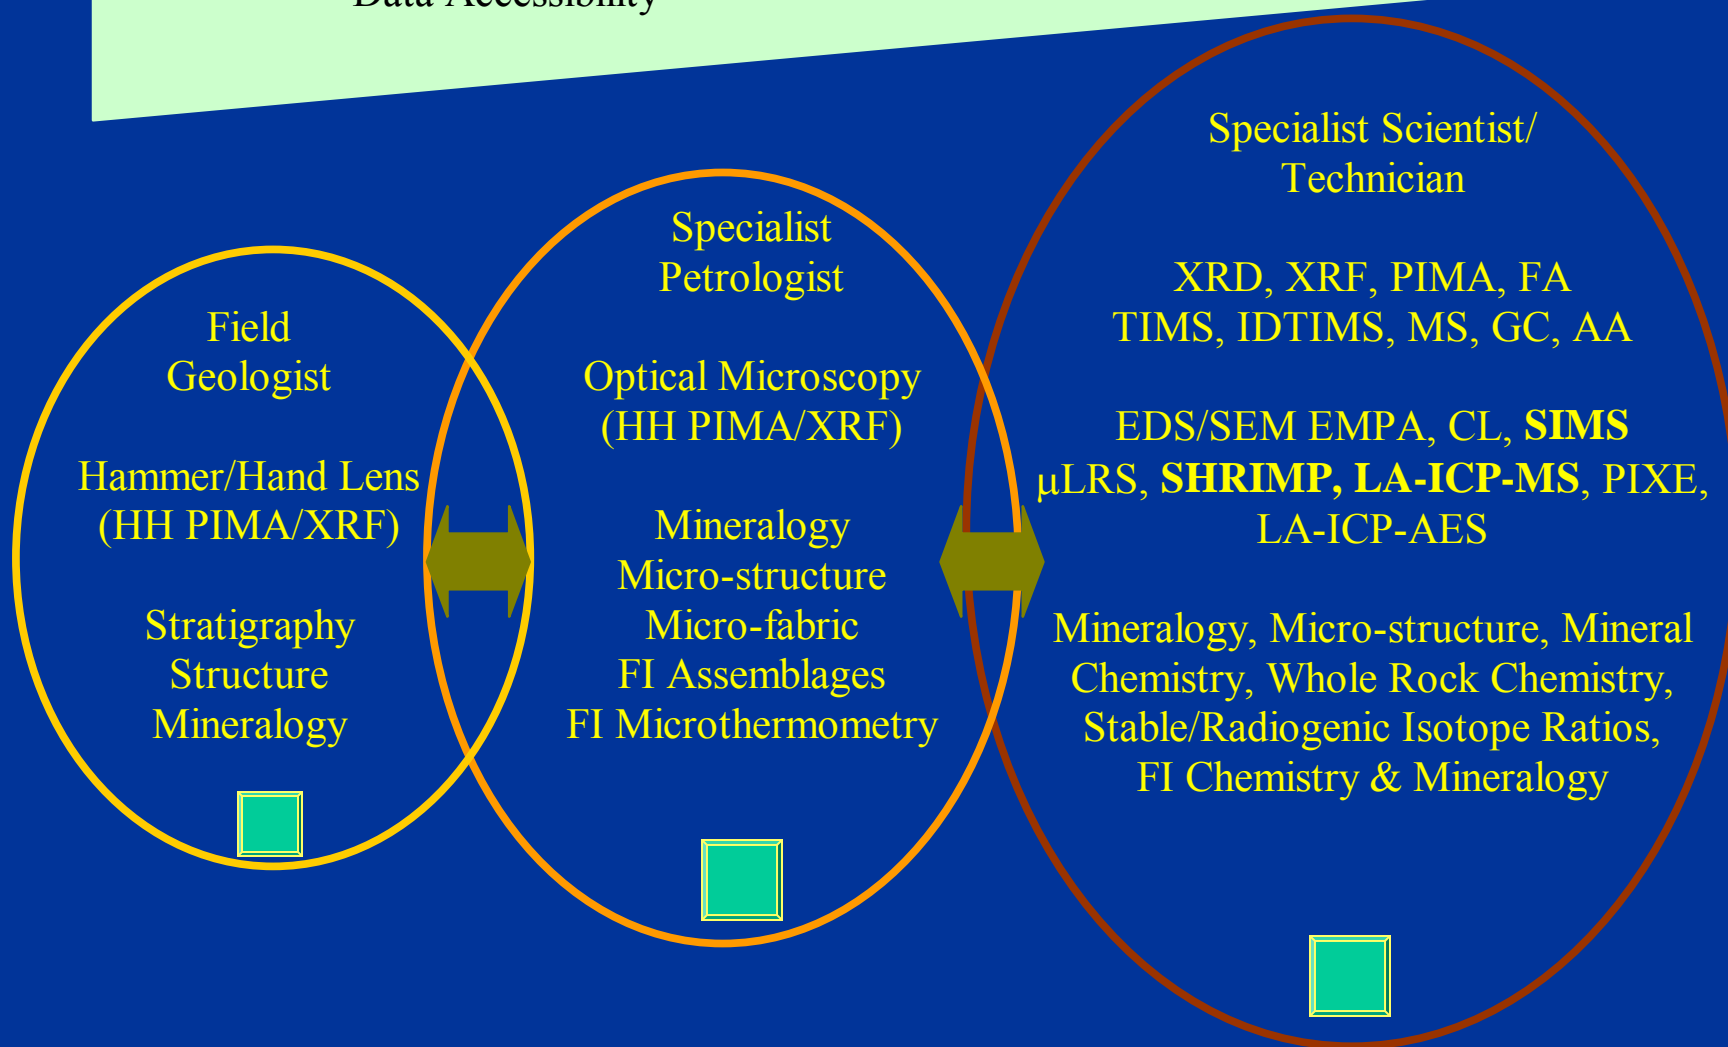 Data Accessibility
Field
Geologist
Hammer/Hand Lens
(HH PIMA/XRF)
Stratigraphy
Structure
Mineralogy
Specialist
Petrologist
Optical Microscopy
(HH PIMA/XRF)
Mineralogy
Micro-structure
Micro-fabric
FI Assemblages
FI Microthermometry
Specialist Scientist/
Technician
XRD, XRF, PIMA, FA
TIMS, IDTIMS, MS, GC, AA
EDS/SEM EMPA, CL, SIMS
μLRS, SHRIMP, LA-ICP-MS, PIXE,
LA-ICP-AES
Mineralogy, Micro-structure, Mineral
Chemistry, Whole Rock Chemistry,
Stable/Radiogenic Isotope Ratios,
FI Chemistry & Mineralogy